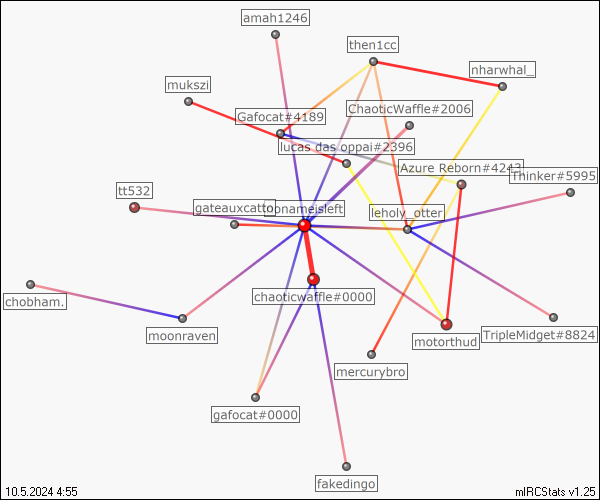 amah1246
then1cc
nharwhal_
mukszi
ChaoticWaffle#2006
Gafocat#4189
lucas das oppai#2396
Azure Reborn#4243
Thinker#5995
tt532
gateauxcatto
onameisleft
leholy_otter
chaoticwaffle#0000
chobham.
moonraven
motorthud
TripleMidget#8824
mercurybro
gafocat#0000
fakedingo
10.5.2024 4:55
mIRCStats v1.25